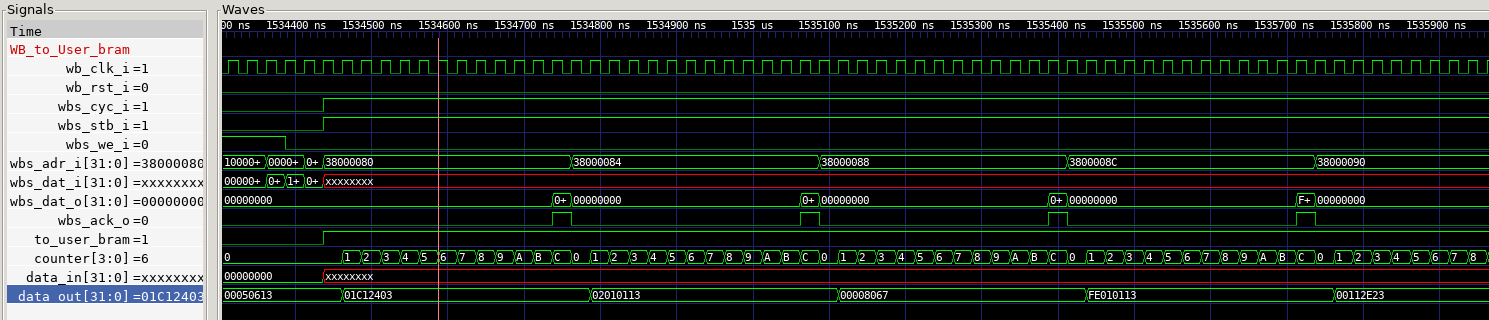 Signals
Waves
Time
00 ns 1534400 ns 1534500 ns 1534600 ns 1534700 ns 1534800 ns 1534900 ns 1535 us 1535100 ns 1535200 ns 1535300 ns 1535400 ns 1535500 ns 1535600 ns 1535700 ns 1535800 ns 1535900 ns
WB_to_User_bram
wb_clk_i=1
wb_rst_i=0
wbs_cyc_i=1
wbs_stb_i=1
wbs_we_i=0
wbs_adr_i[31:0]=38000080 10000+ 0000+ 0+ 38000080 38000084 38000088 3800008C 38000090
wbs_dat_i[31:0]=xxxxxxxx 00000+ 0+ 1+ 0+ xxxxxxxx
wbs_dat_o[31:0]=00000000 00000000 0+ 00000000 0+ 00000000 0+ 00000000 F+ 00000000
wbs_ack_o=0
to_user_bram=1
counter[3:0]=6 0 1 2 3 4 5 6 7 8 9 A B C 0 1 2 3 4 5 6 7 8 9 A B C 0 1 2 3 4 5 6 7 8 9 A B C 0 1 2 3 4 5 6 7 8 9 A B C 0 1 2 3 4 5 6 7 8
data_in[31:0]=xxxxxxxx 00000000 xxxxxxxx
data_out[31:0]=01C12403 00050613 01C12403 02010113 00008067 FE010113 00112E23